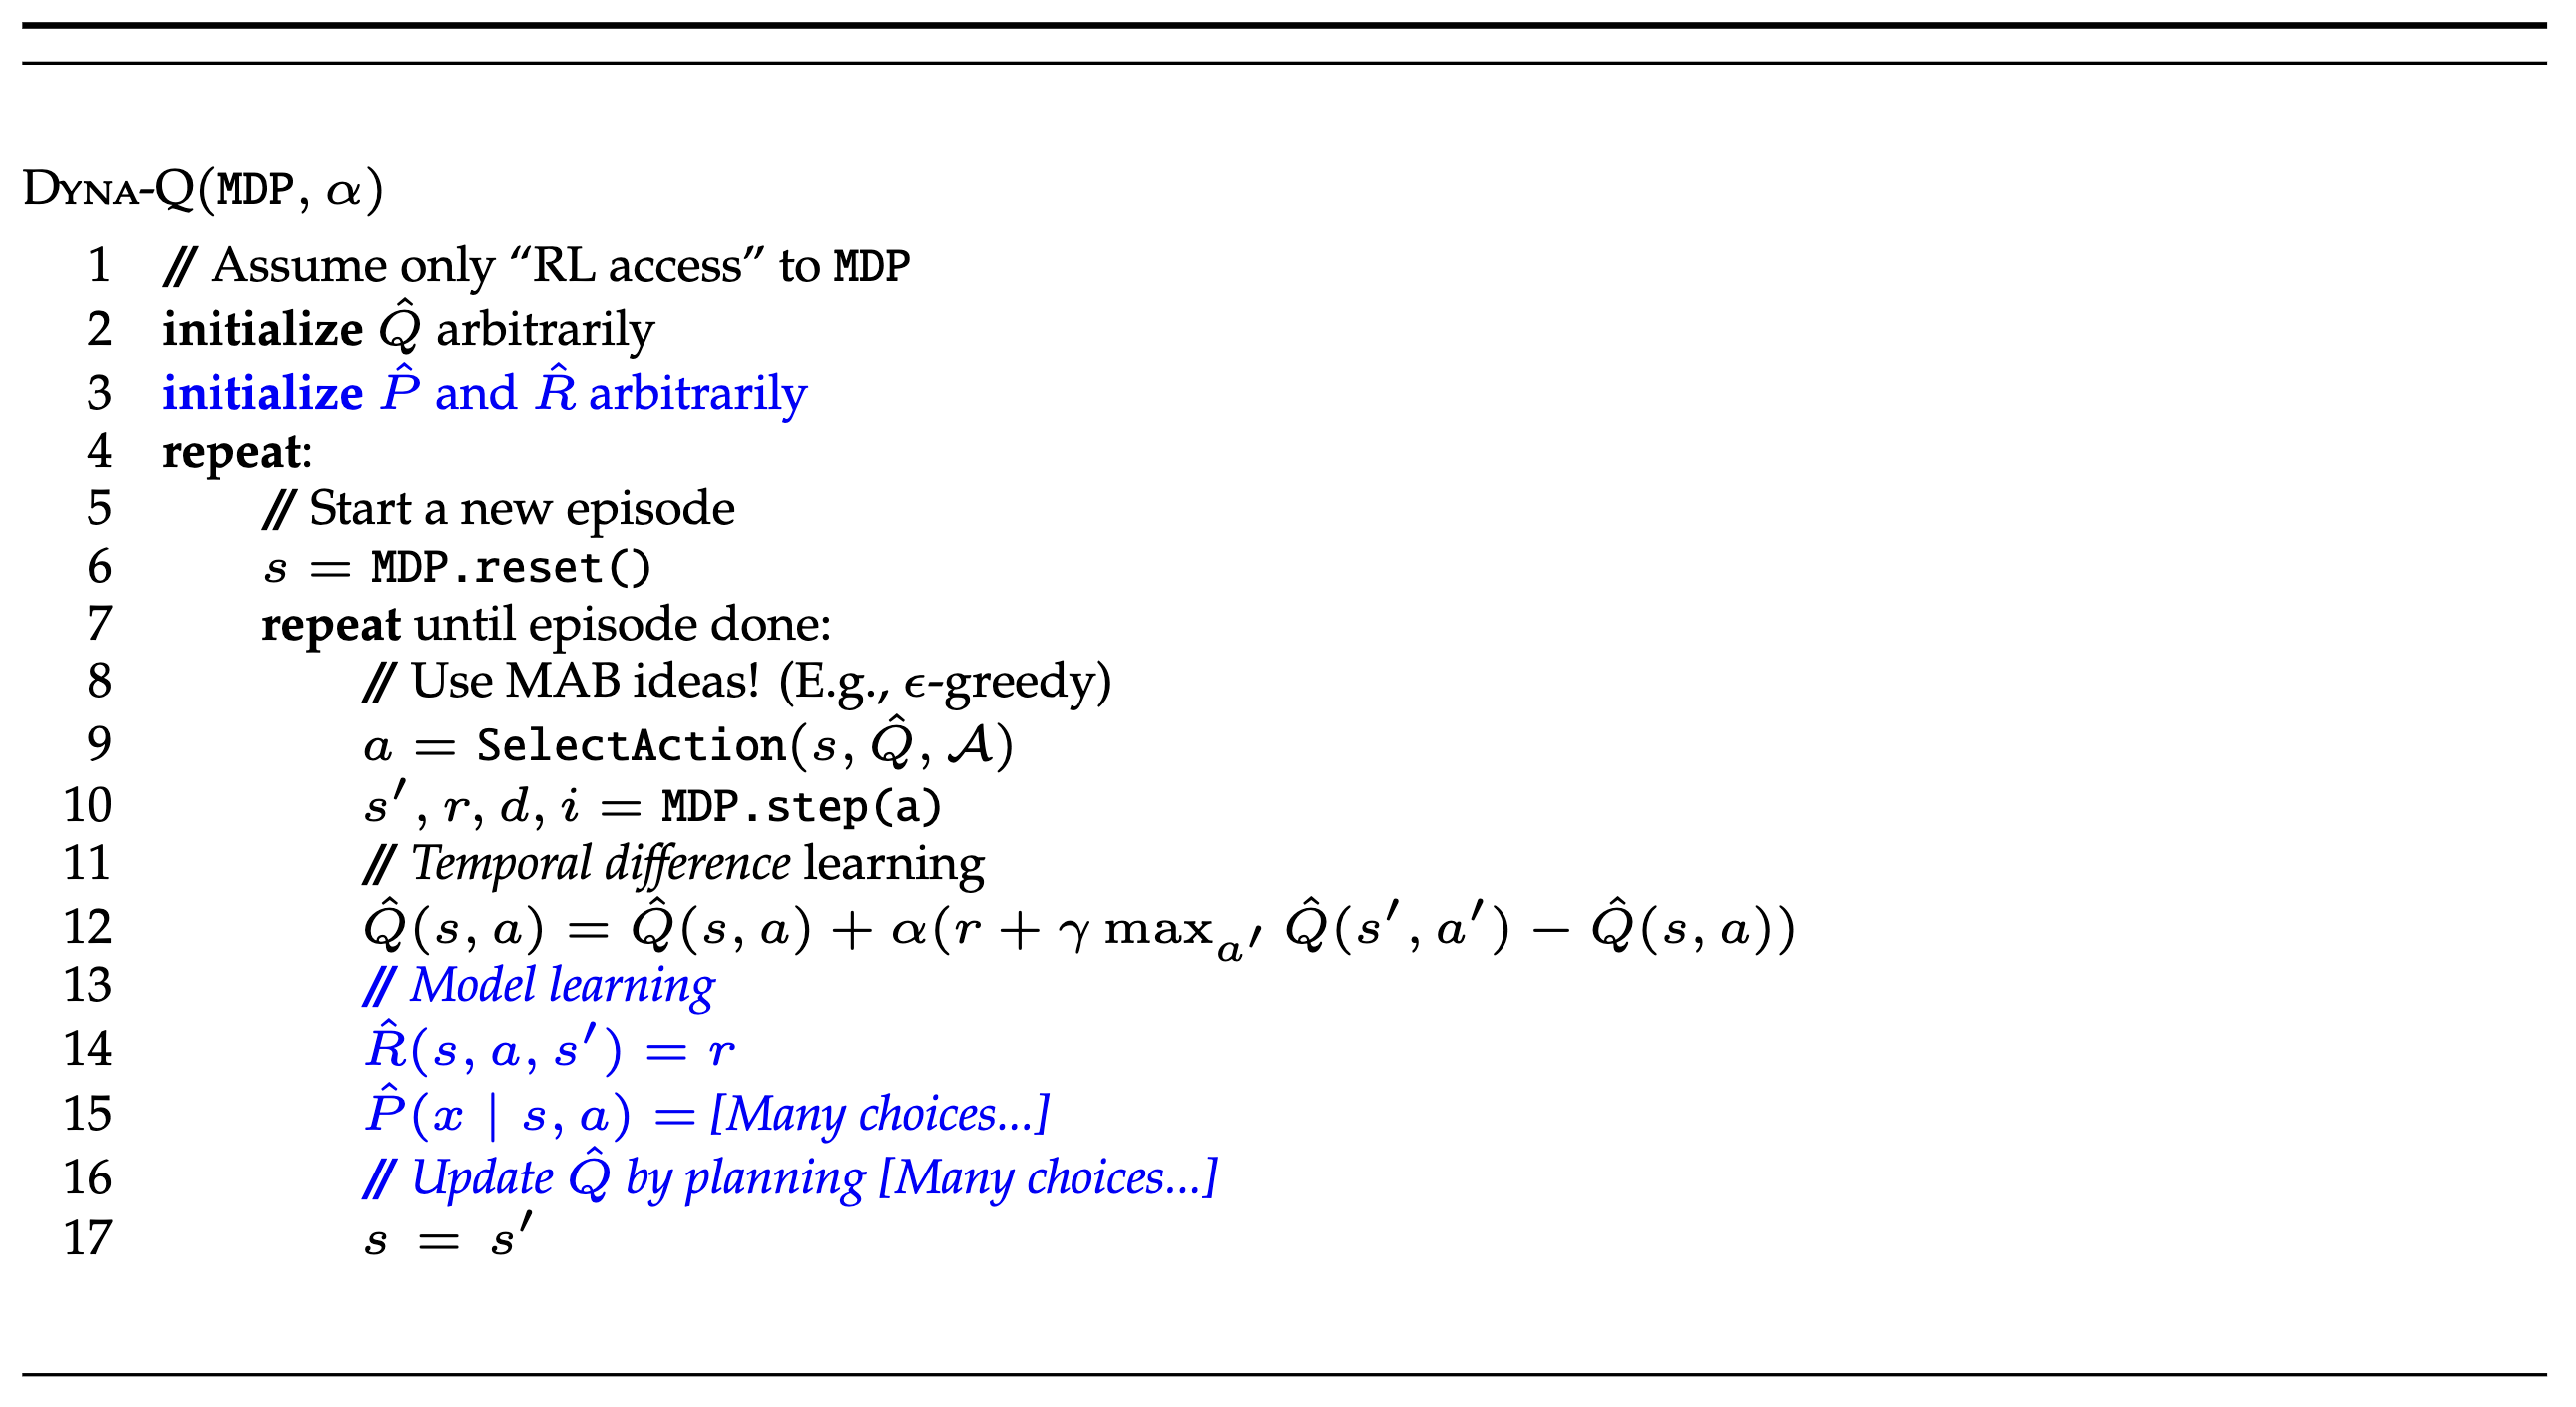 DYNA-Q(MDP, α)
1 // Assume only “RL access” to MDP
2 initialize Q̂ arbitrarily
3 initialize P̂ and R̂ arbitrarily
4 repeat:
5 // Start a new episode
6 s = MDP.reset()
7 repeat until episode done:
8 // Use MAB ideas! (E.g., ϵ-greedy)
9 a = SelectAction(s, Q̂, 𝒜)
10 s′, r, d, i = MDP.step(a)
11 // Temporal difference learning
12 Q̂(s, a) = Q̂(s, a) + α(r + γ maxₐ′ Q̂(s′, a′) − Q̂(s, a))
13 // Model learning
14 R̂(s, a, s′) = r
15 P̂(x | s, a) = [Many choices...]
16 // Update Q̂ by planning [Many choices...]
17 s = s′